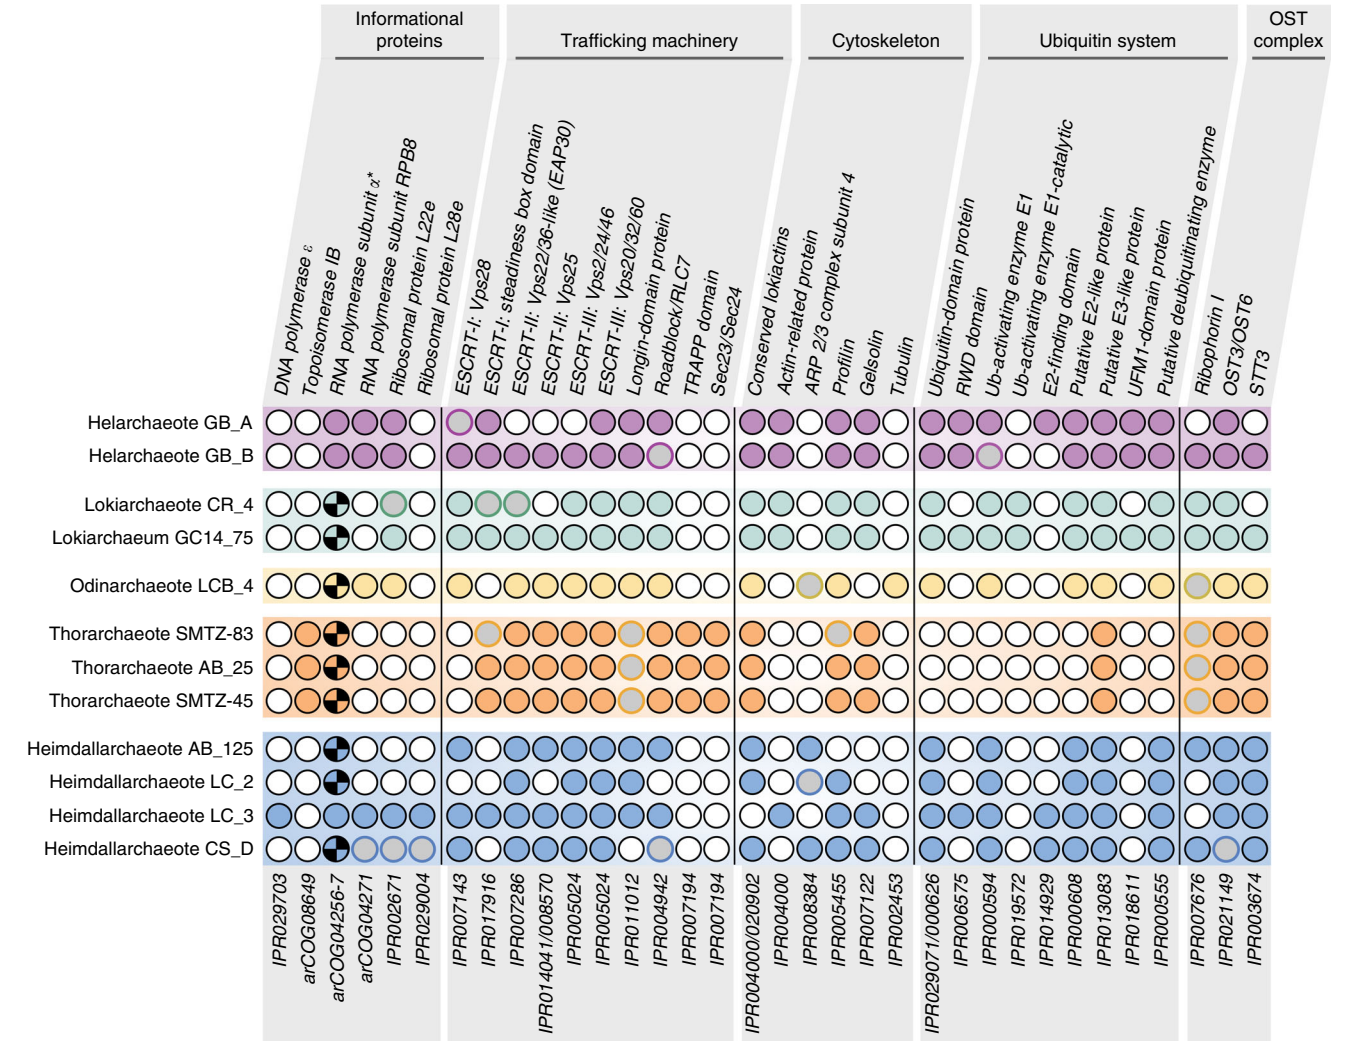 Informational
proteins
Trafficking machinery
Cytoskeleton
Ubiquitin system
OST
complex
DNA polymerase ε
Topoisomerase IB
RNA polymerase subunit α*
RNA polymerase subunit RPB8
Ribosomal protein L22e
Ribosomal protein L28e
ESCRT-I: Vps28
ESCRT-I: steadiness box domain
ESCRT-II: Vps22/36-like (EAP30)
ESCRT-II: Vps25
ESCRT-III: Vps2/24/46
ESCRT-III: Vps20/32/60
Longin-domain protein
Roadblock/RLC7
TRAPP domain
Sec23/Sec24
Conserved lokiactins
Actin-related protein
ARP 2/3 complex subunit 4
Profilin
Gelsolin
Tubulin
Ubiquitin-domain protein
RWD domain
Ub-activating enzyme E1
Ub-activating enzyme E1-catalytic
E2-finding domain
Putative E2-like protein
Putative E3-like protein
UFM1-domain protein
Putative deubiquitinating enzyme
Ribophorin I
OST3/OST6
STT3
Helarchaeote GB_A
Helarchaeote GB_B
Lokiarchaeote CR_4
Lokiarchaeum GC14_75
Odinarchaeote LCB_4
Thorarchaeote SMTZ-83
Thorarchaeote AB_25
Thorarchaeote SMTZ-45
Heimdallarchaeote AB_125
Heimdallarchaeote LC_2
Heimdallarchaeote LC_3
Heimdallarchaeote CS_D
IPR029703
arCOG08649
arCOG04256-7
arCOG04271
IPR002671
IPR029004
IPR007143
IPR017916
IPR007286
IPR014041/008570
IPR005024
IPR005024
IPR011012
IPR004942
IPR007194
IPR007194
IPR00400/020902
IPR004000
IPR008384
IPR005455
IPR007122
IPR002453
IPR029071/000626
IPR006575
IPR000594
IPR019572
IPR014929
IPR000608
IPR013083
IPR018611
IPR000555
IPR007676
IPR021149
IPR003674